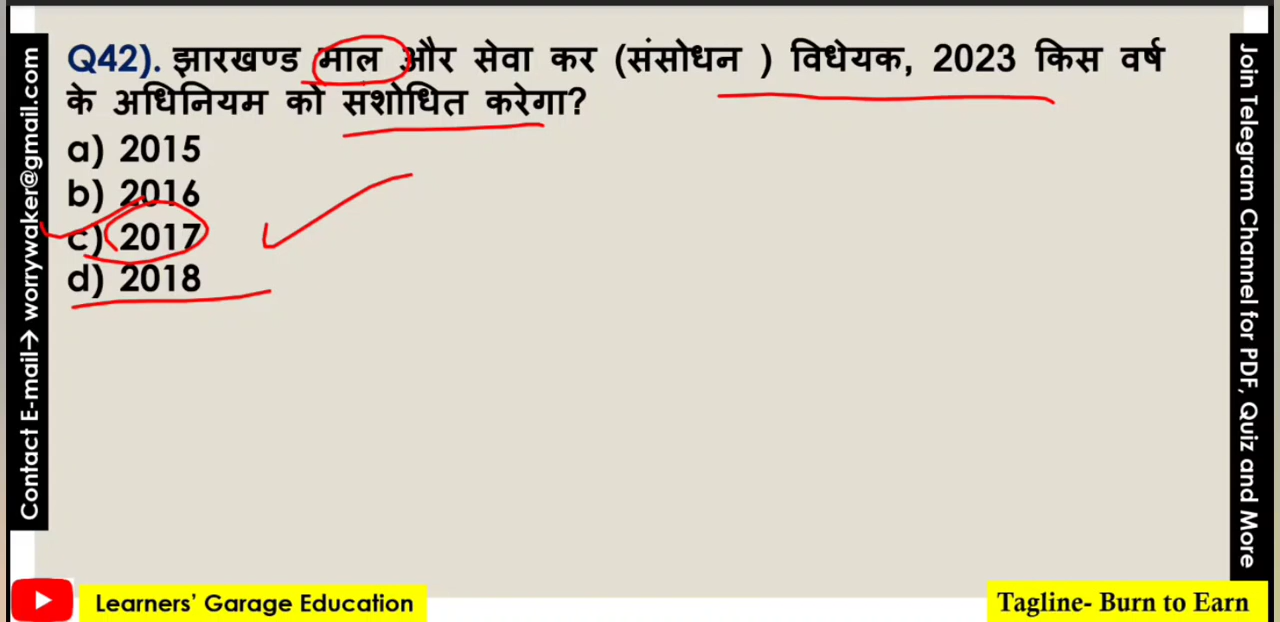 Q42). झारखण्ड माल और सेवा कर (संसोधन ) विधेयक, 2023 किस वर्ष
के अधिनियम को संशोधित करेगा?
a) 2015
b) 2016
c) 2017
d) 2018
Contact E-mail→ worrywaker@gmail.com
Join Telegram Channel for PDF, Quiz and More
Learners' Garage Education
Tagline- Burn to Earn